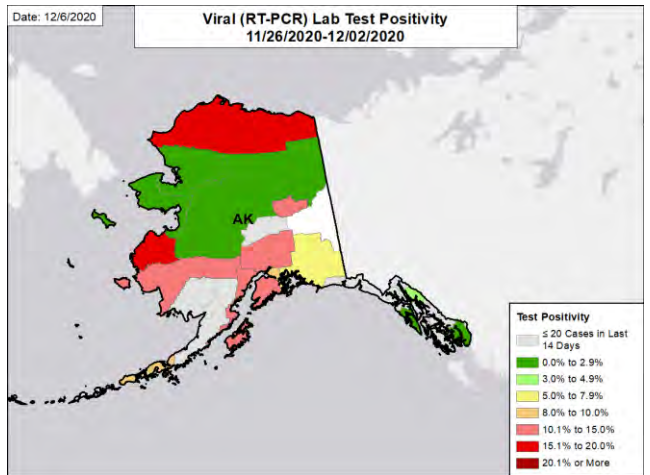 Date: 12/6/2020
Viral (RT-PCR) Lab Test Positivity
11/26/2020-12/02/2020
AK
Test Positivity
≤ 20 Cases in Last
14 Days
0.0% to 2.9%
3.0% to 4.9%
5.0% to 7.9%
8.0% to 10.0%
10.1% to 15.0%
15.1% to 20.0%
20.1% or More